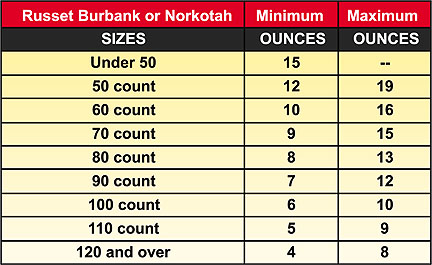 Russet Burbank or Norkotah Minimum Maximum
SIZES OUNCES OUNCES
Under 50 15 --
50 count 12 19
60 count 10 16
70 count 9 15
80 count 8 13
90 count 7 12
100 count 6 10
110 count 5 9
120 and over 4 8